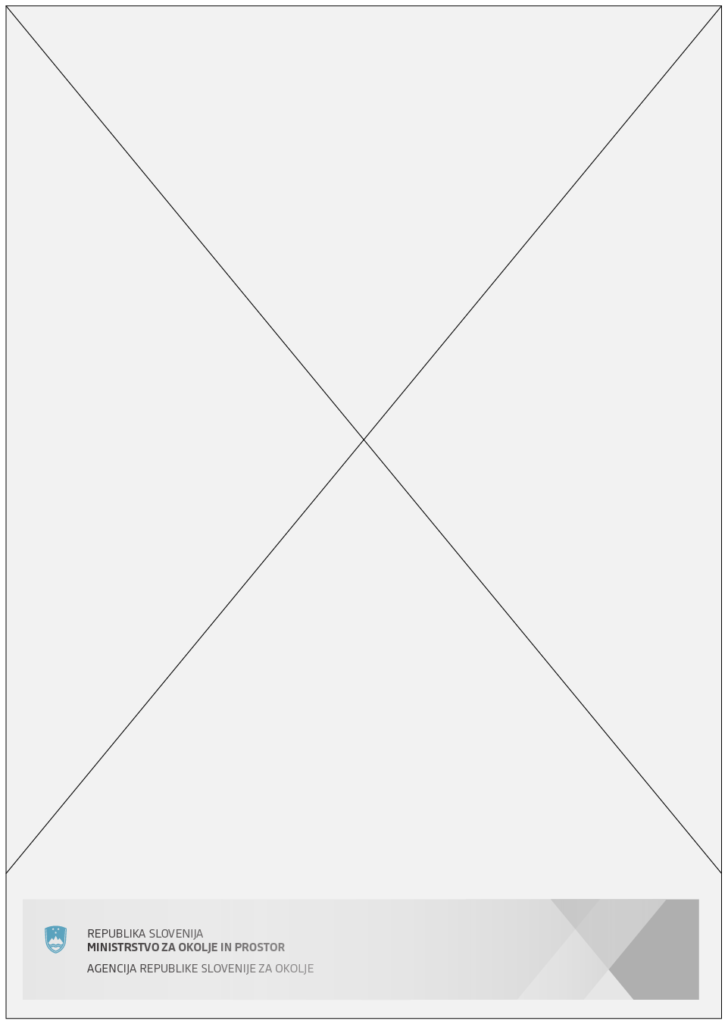 REPUBLIKA SLOVENIJA
MINISTRSTVO ZA OKOLJE IN PROSTOR
AGENCIJA REPUBLIKE SLOVENIJE ZA OKOLJE